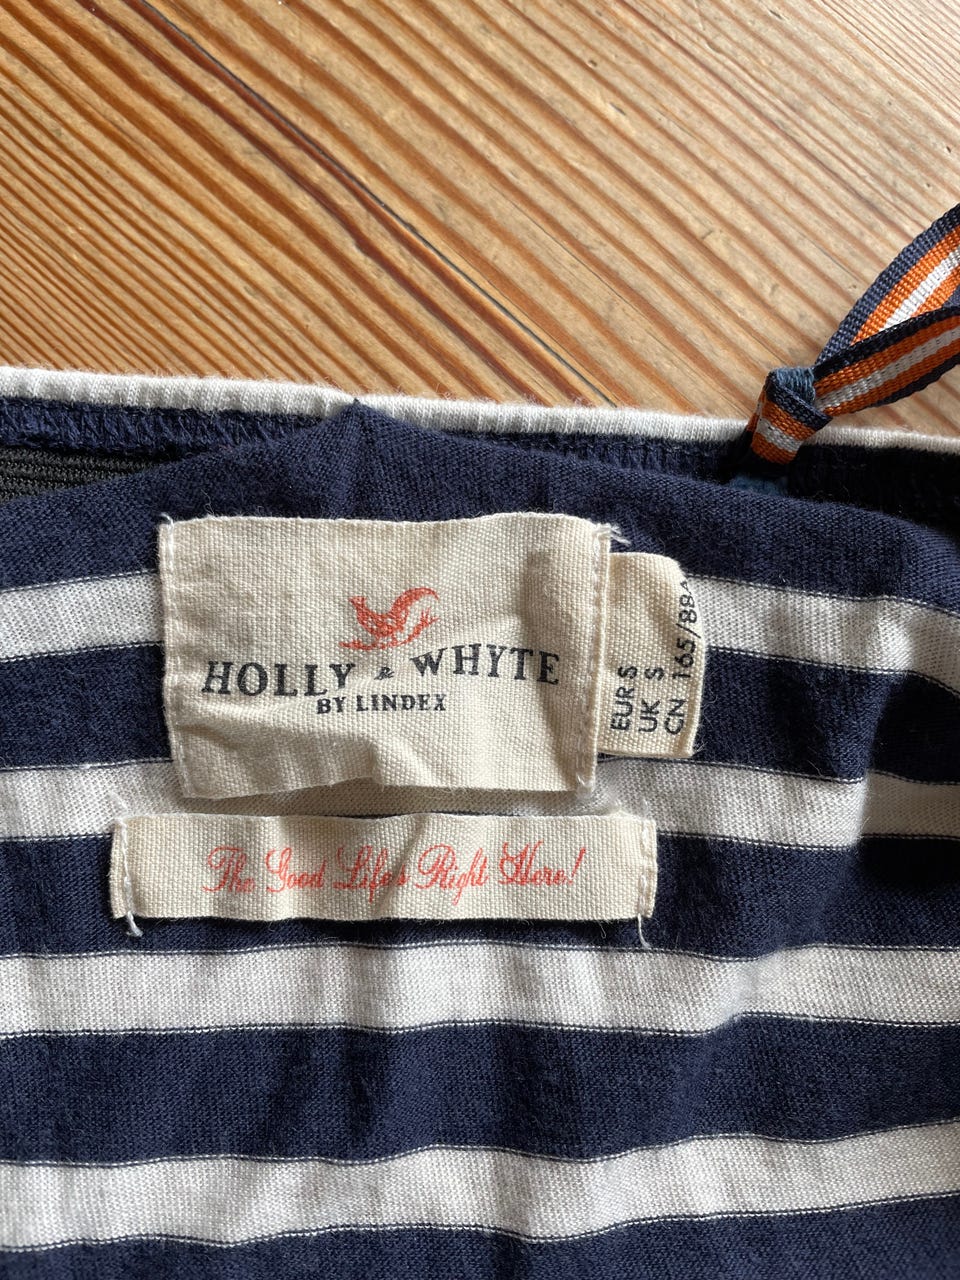 HOLLY & WHYTE
BY LINDEX
EUR S
UK S
CN 165/88A
The Good Life's Right Here!